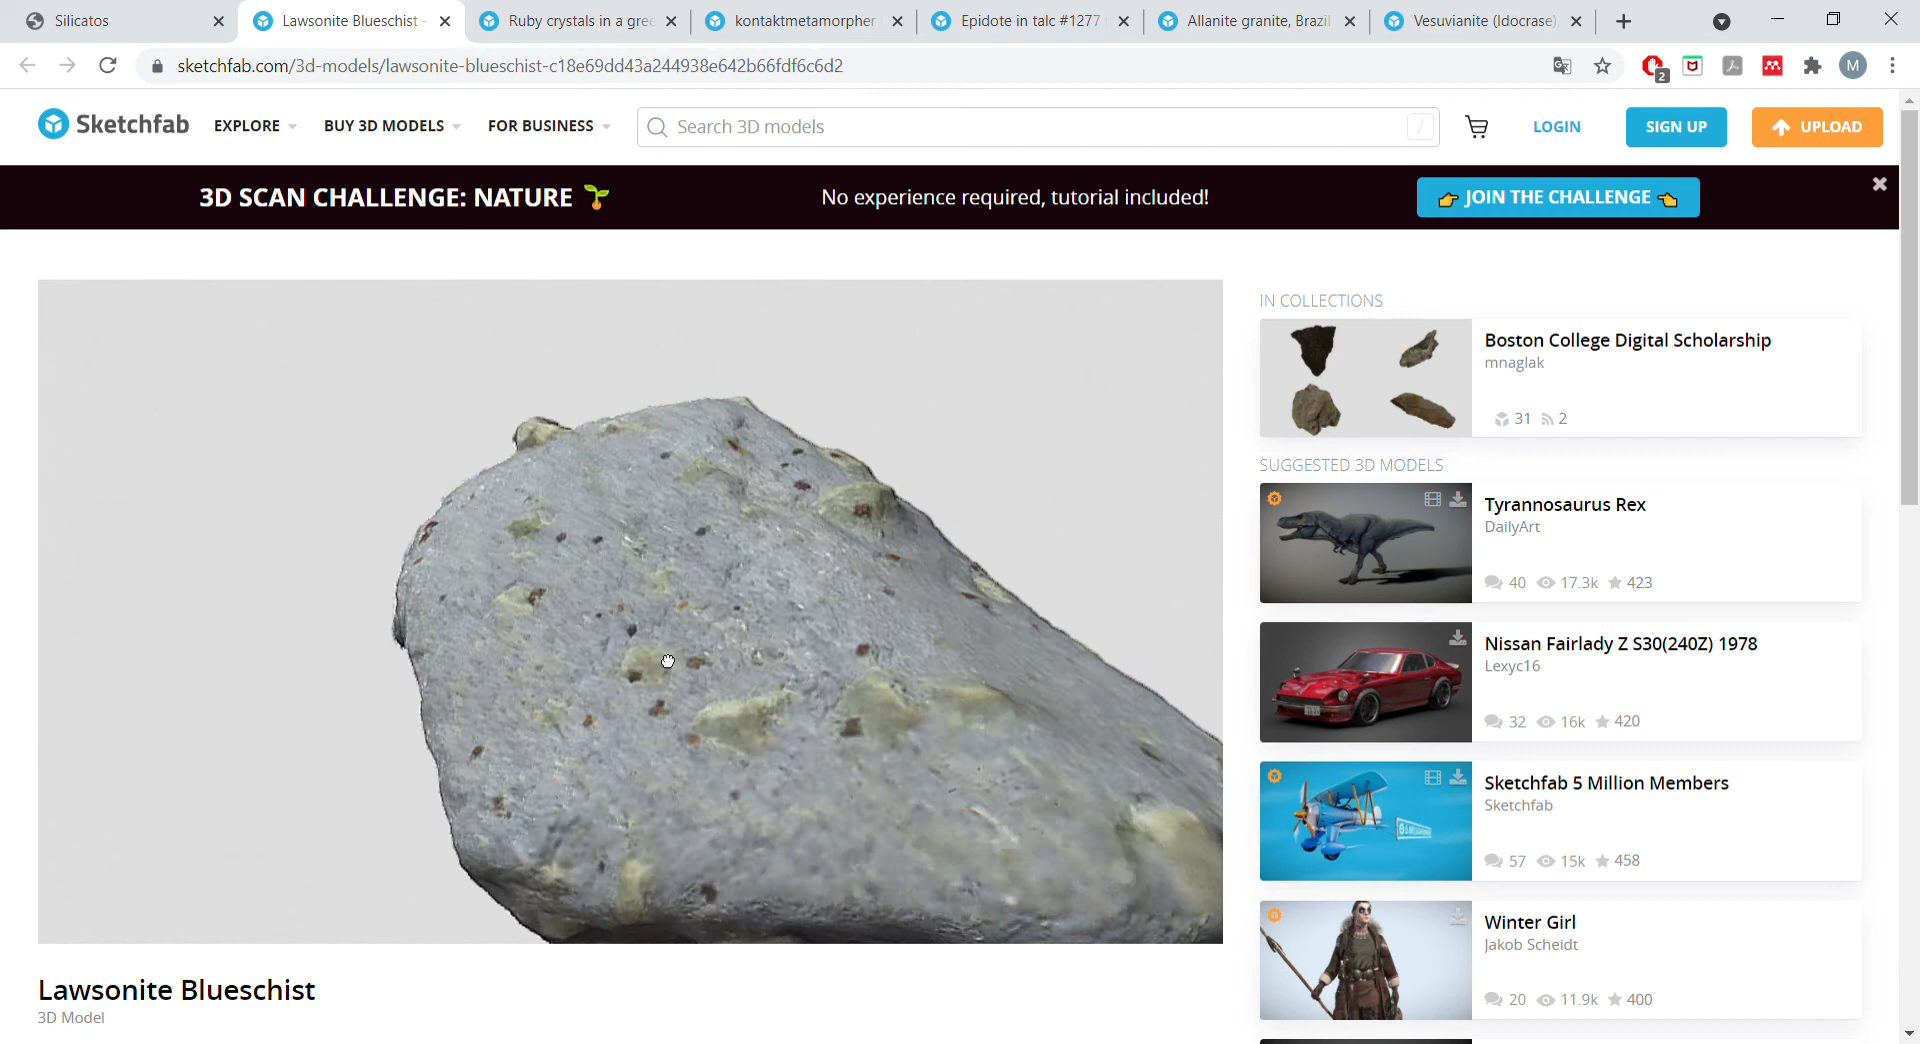 Silicatos
Lawsonite Blueschist -
Ruby crystals in a gree
kontaktmetamorpher
Epidote in talc #1277
Allanite granite, Brazil
Vesuvianite (Idocrase)
sketchfab.com/3d-models/lawsonite-blueschist-c18e69dd43a244938e642b66fdf6c6d2
2
M
Sketchfab
EXPLORE
BUY 3D MODELS
FOR BUSINESS
Search 3D models
/
LOGIN
SIGN UP
UPLOAD
3D SCAN CHALLENGE: NATURE
No experience required, tutorial included!
JOIN THE CHALLENGE
IN COLLECTIONS
Boston College Digital Scholarship
mnaglak
31 2
SUGGESTED 3D MODELS
Tyrannosaurus Rex
DailyArt
40 17.3k 423
Nissan Fairlady Z S30(240Z) 1978
Lexyc16
32 16k 420
Sketchfab 5 Million Members
Sketchfab
57 15k 458
Winter Girl
Jakob Scheidt
20 11.9k 400
Lawsonite Blueschist
3D Model